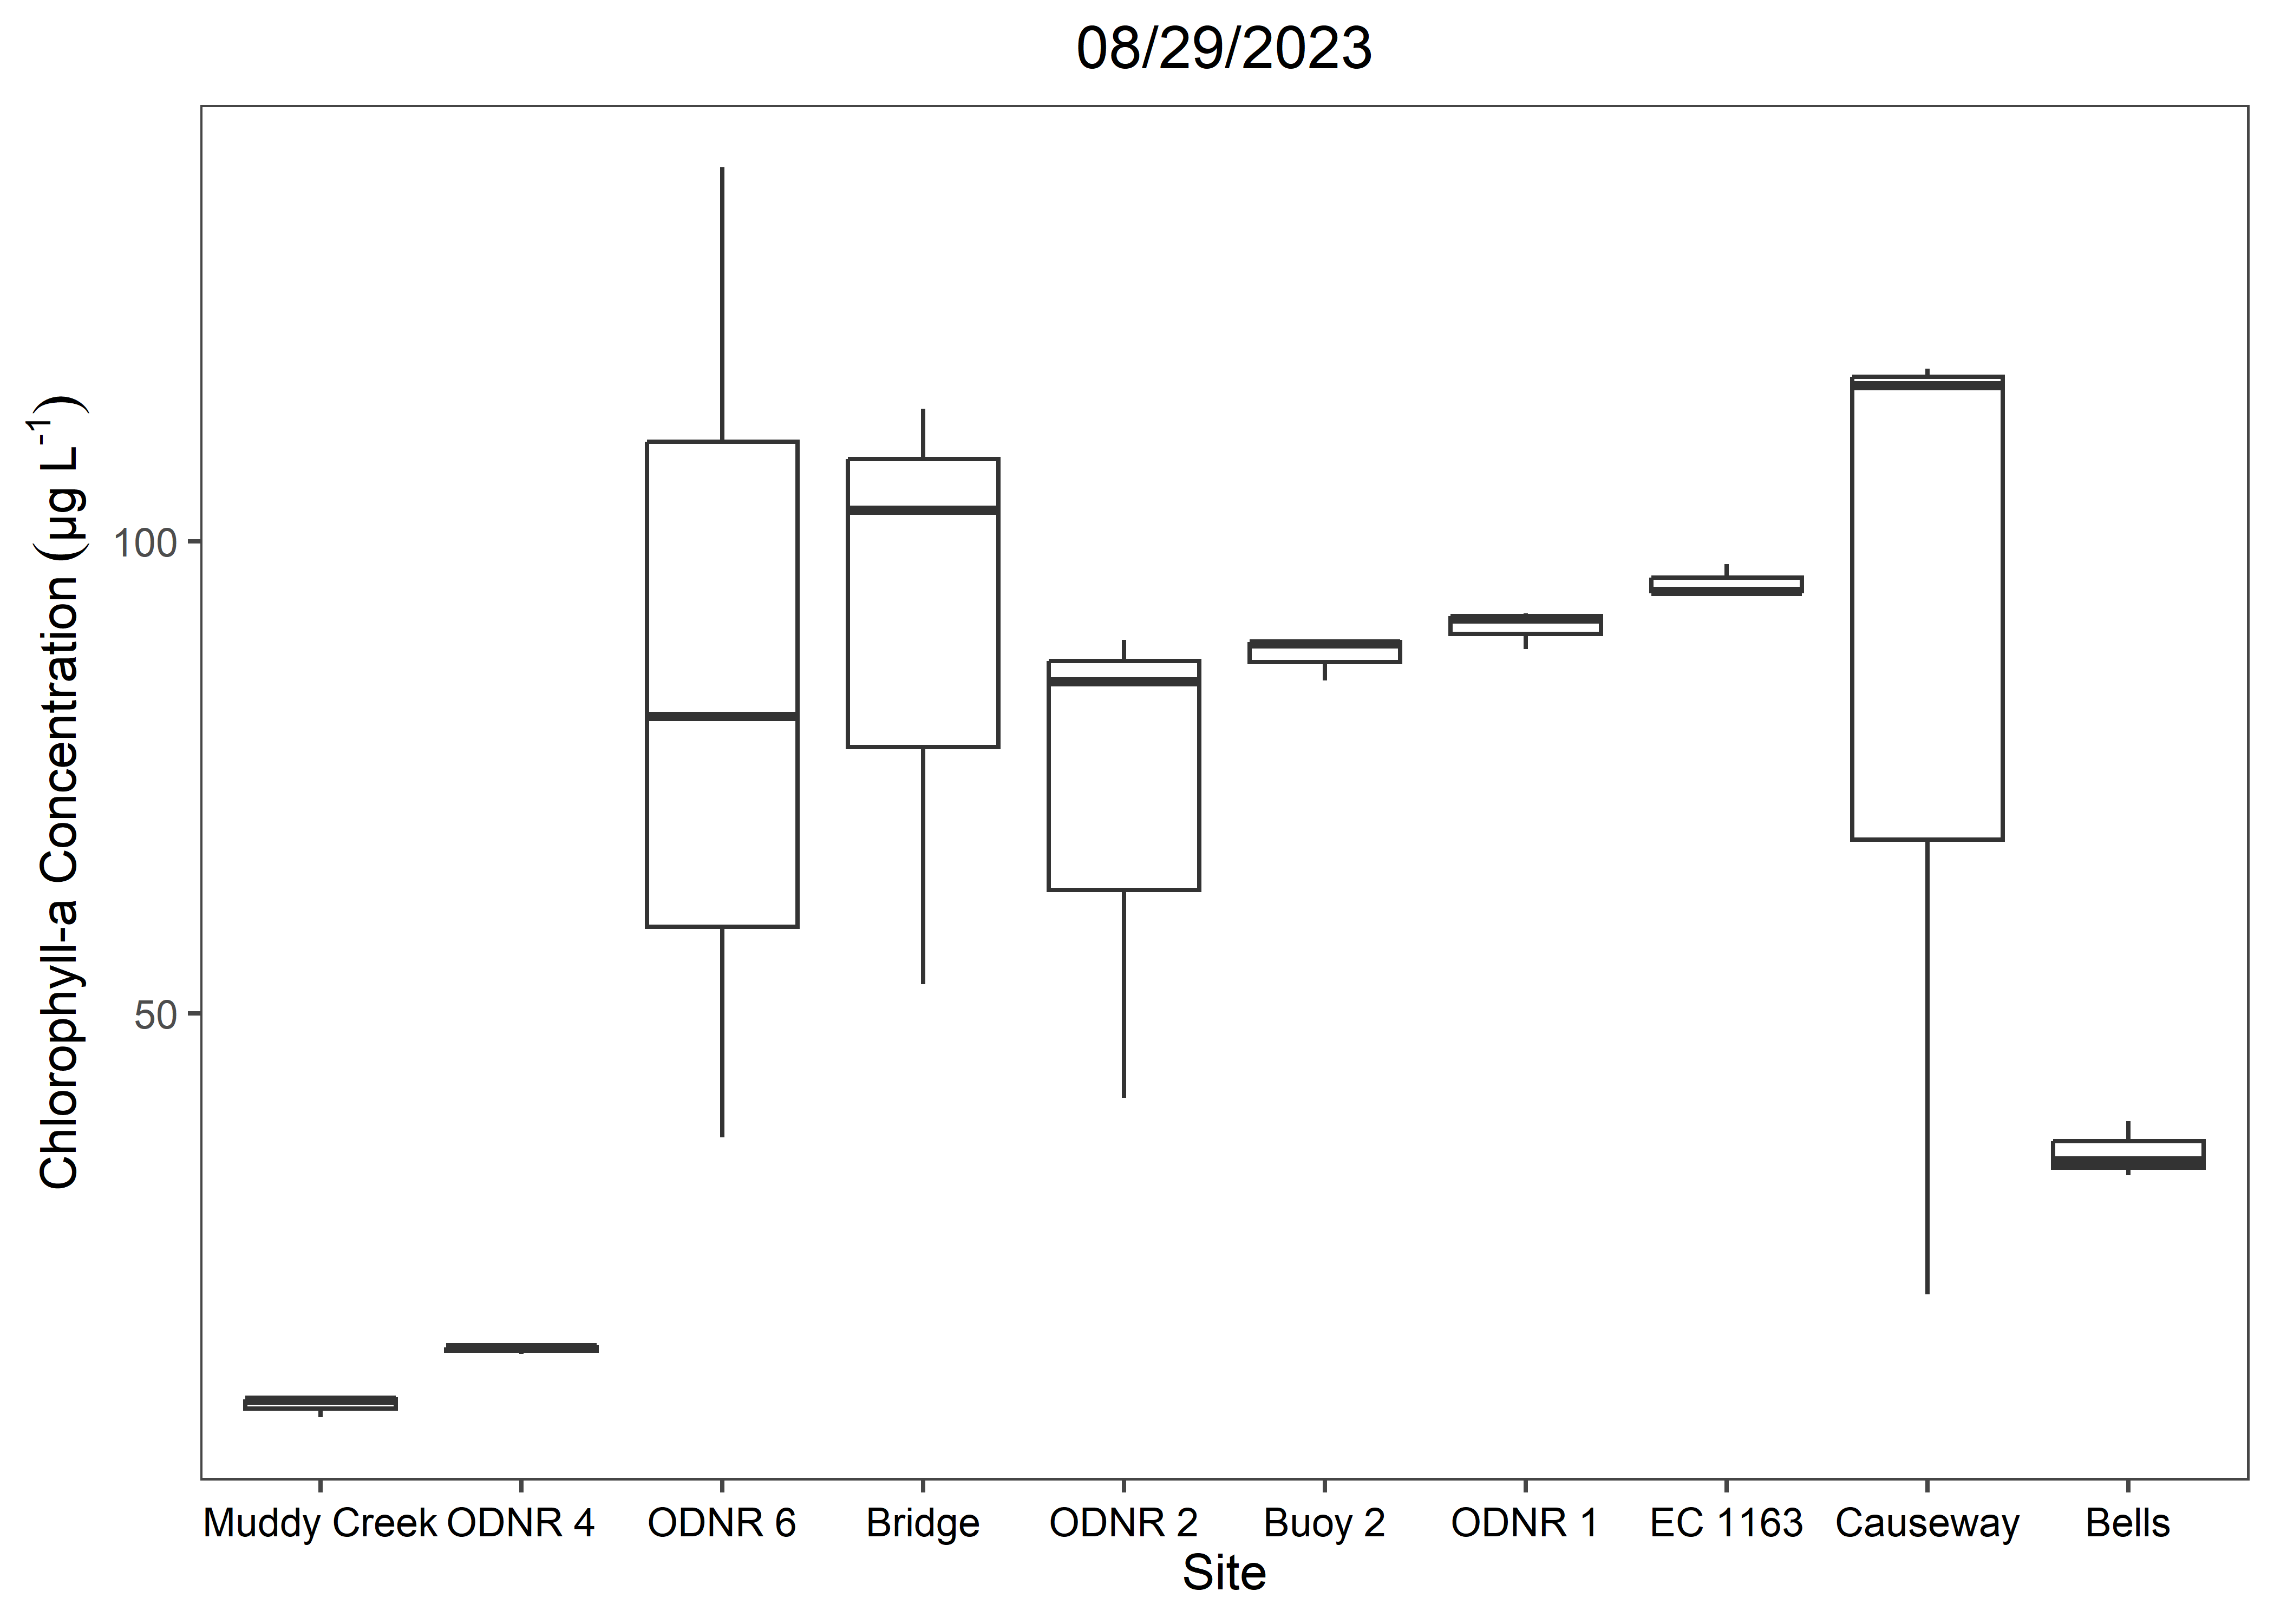 08/29/2023
Chlorophyll-a Concentration (µg L⁻¹)
100
50
Muddy Creek ODNR 4 ODNR 6 Bridge ODNR 2 Buoy 2 ODNR 1 EC 1163 Causeway Bells
Site